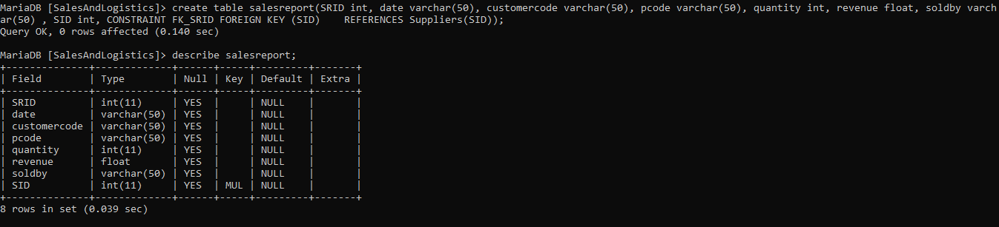 MariaDB [SalesAndLogistics]> create table salesreport(SRID int, date varchar(50), customercode varchar(50), pcode varchar(50), quantity int, revenue float, soldby varch
ar(50) , SID int, CONSTRAINT FK_SRID FOREIGN KEY (SID)    REFERENCES Suppliers(SID));
Query OK, 0 rows affected (0.140 sec)

MariaDB [SalesAndLogistics]> describe salesreport;
+--------------+-------------+------+-----+---------+-------+
| Field        | Type        | Null | Key | Default | Extra |
+--------------+-------------+------+-----+---------+-------+
| SRID         | int(11)     | YES  |     | NULL    |       |
| date         | varchar(50) | YES  |     | NULL    |       |
| customercode | varchar(50) | YES  |     | NULL    |       |
| pcode        | varchar(50) | YES  |     | NULL    |       |
| quantity     | int(11)     | YES  |     | NULL    |       |
| revenue      | float       | YES  |     | NULL    |       |
| soldby       | varchar(50) | YES  |     | NULL    |       |
| SID          | int(11)     | YES  | MUL | NULL    |       |
+--------------+-------------+------+-----+---------+-------+
8 rows in set (0.039 sec)